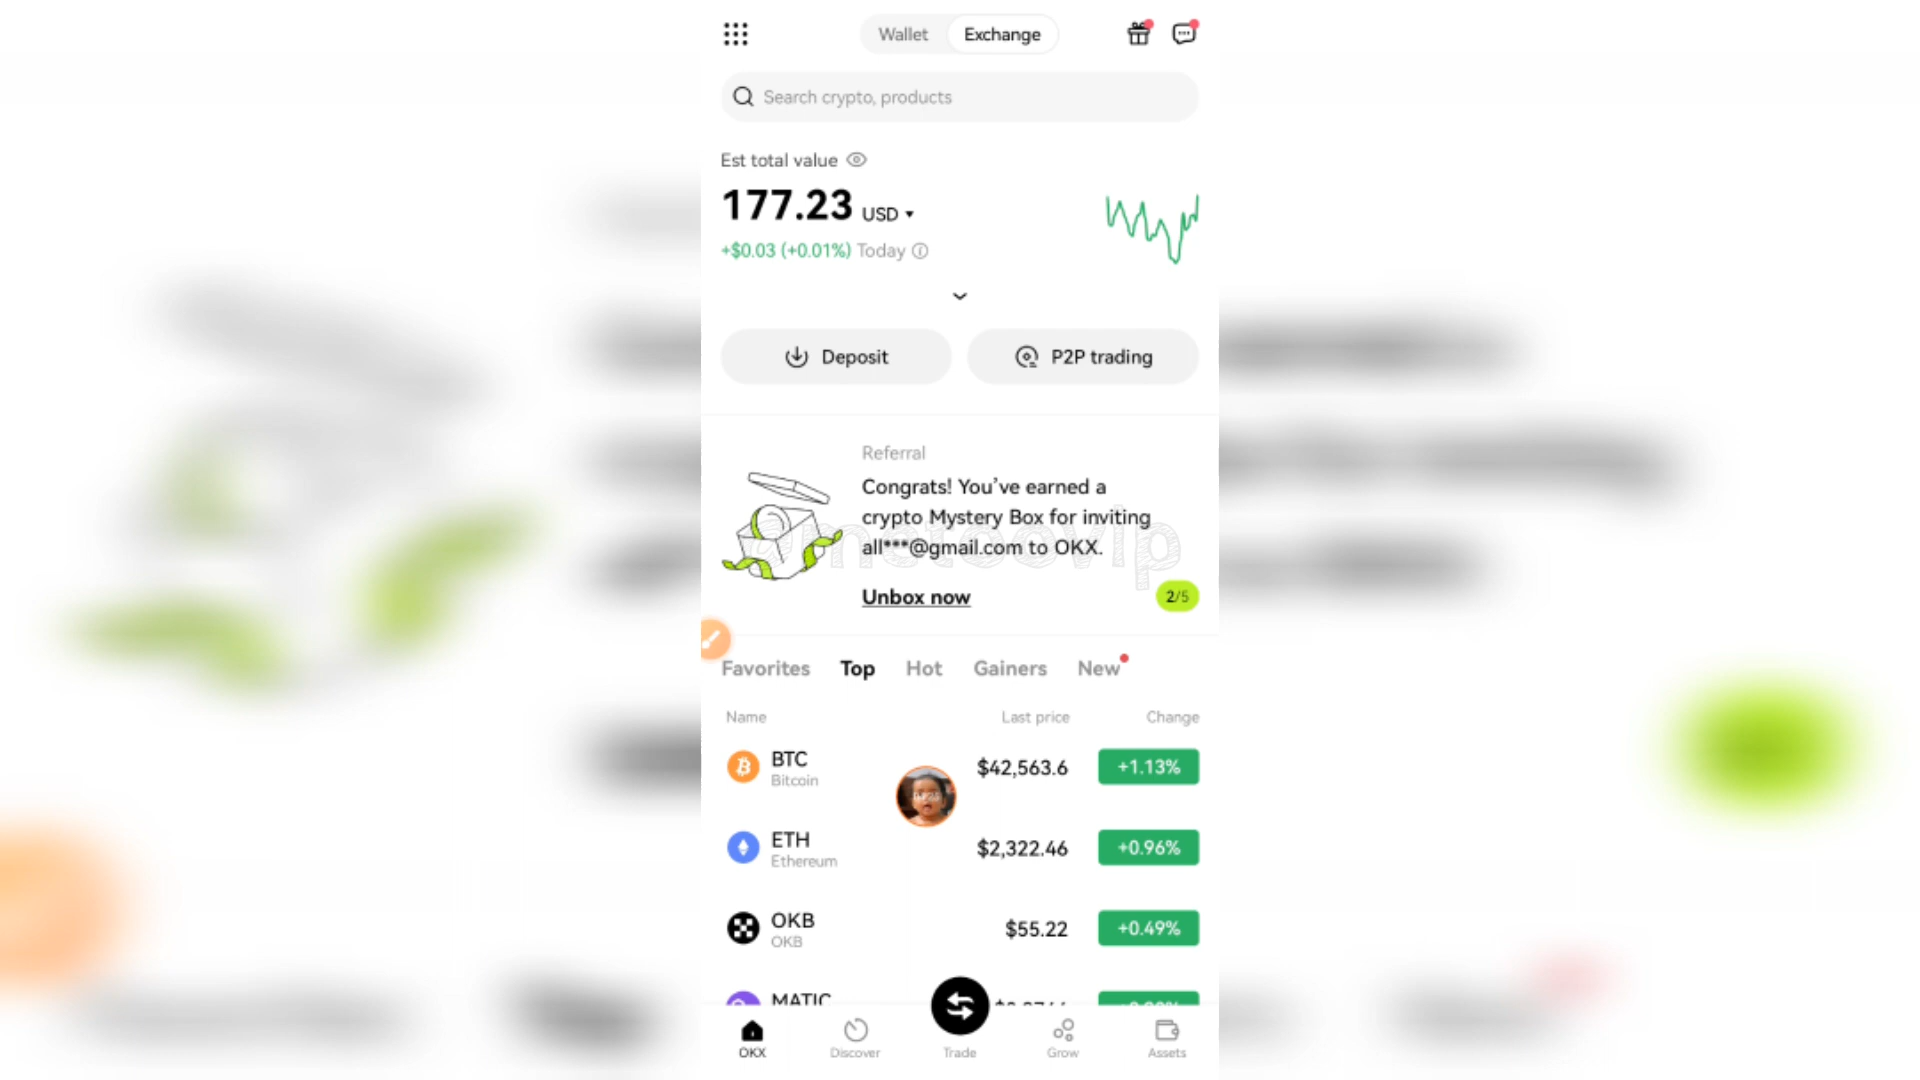 Wallet Exchange
Search crypto, products
Est total value
177.23 USD
+$0.03 (+0.01%) Today
Deposit P2P trading
Referral
Congrats! You've earned a
crypto Mystery Box for inviting
all***@gmail.com to OKX.
Unbox now 2/5
Favorites Top Hot Gainers New
Name Last price Change
BTC $42,563.6 +1.13%
Bitcoin
ETH $2,322.46 +0.96%
Ethereum
OKB $55.22 +0.49%
OKB
MATIC
OKX Discover Trade Grow Assets